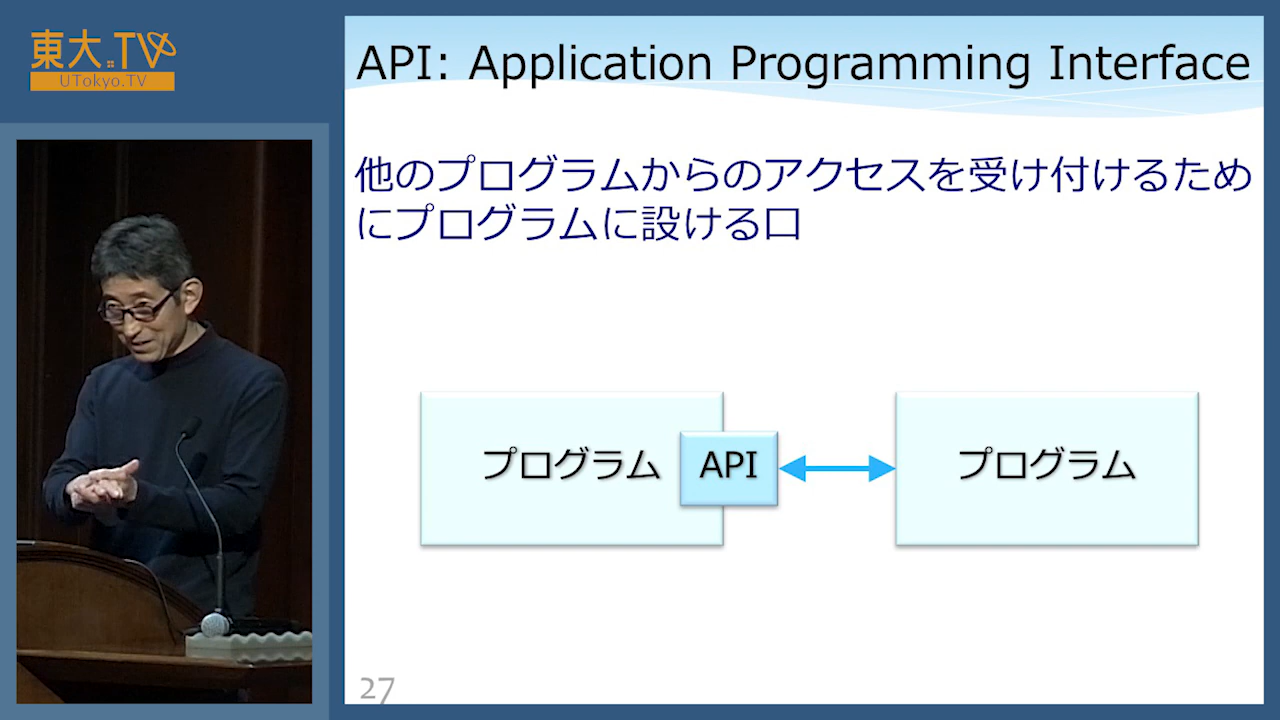 東大.TV
UTokyo.TV
API: Application Programming Interface
他のプログラムからのアクセスを受け付けるため
にプログラムに設ける口
プログラム
API
プログラム
27